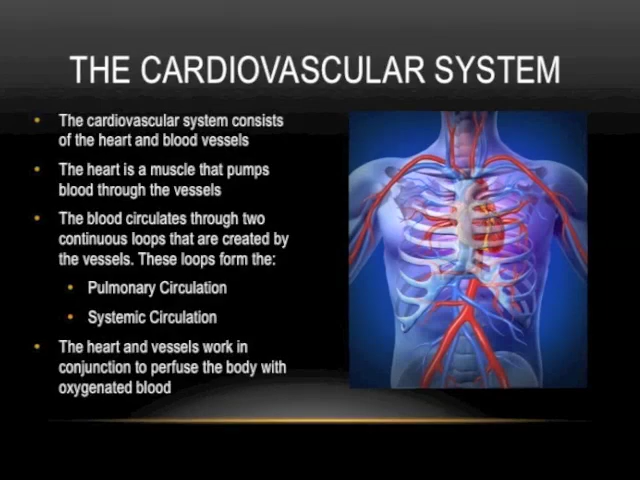 THE CARDIOVASCULAR SYSTEM
• The cardiovascular system consists
of the heart and blood vessels
• The heart is a muscle that pumps
blood through the vessels
• The blood circulates through two
continuous loops that are created by
the vessels. These loops form the:
• Pulmonary Circulation
• Systemic Circulation
• The heart and vessels work in
conjunction to perfuse the body with
oxygenated blood